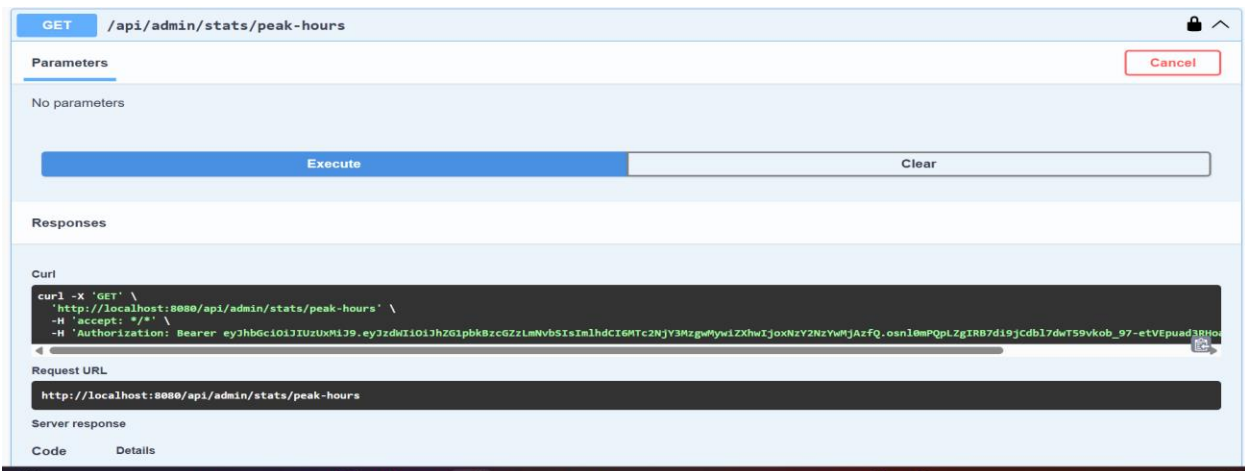 GET /api/admin/stats/peak-hours
Parameters
Cancel
No parameters
Execute
Clear
Responses
Curl
curl -X 'GET' \
'http://localhost:8080/api/admin/stats/peak-hours' \
-H 'accept: */*' \
-H 'Authorization: Bearer
Request URL
http://localhost:8080/api/admin/stats/peak-hours
Server response
Code Details